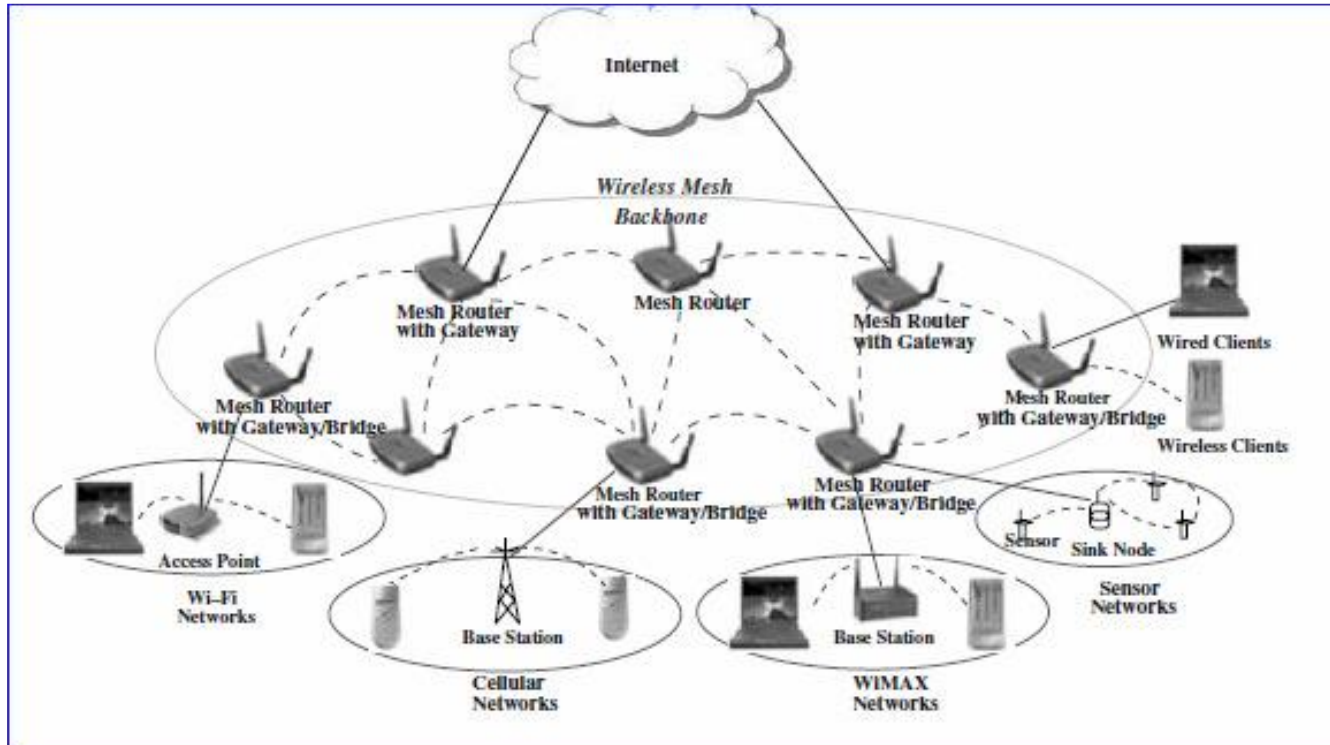 Internet
Wireless Mesh
Backbone
Mesh Router
with Gateway
Mesh Router
Mesh Router
with Gateway
Wired Clients
Mesh Router
with Gateway/Bridge
Mesh Router
with Gateway/Bridge
Wireless Clients
Mesh Router
with Gateway/Bridge
Mesh Router
with Gateway/Bridge
Access Point
Wi-Fi
Networks
Base Station
Cellular
Networks
Base Station
WiMAX
Networks
Sensor
Sink Node
Sensor
Networks